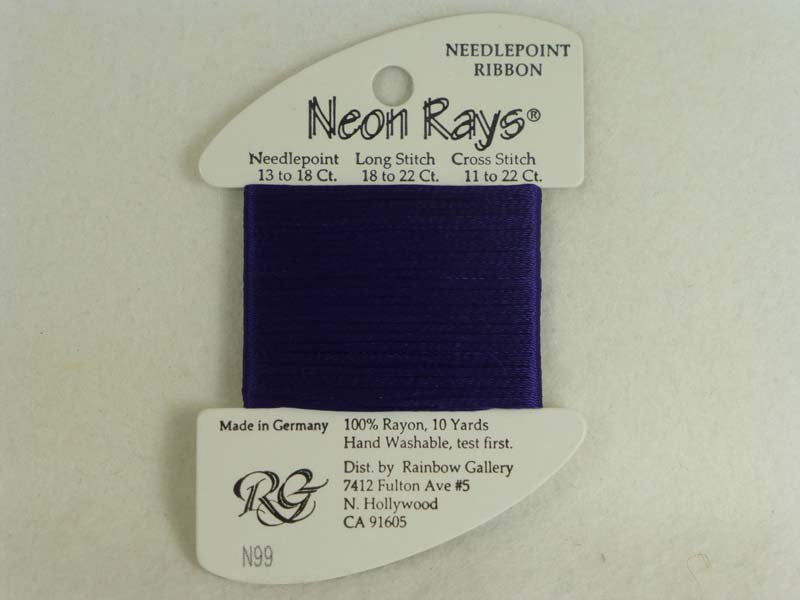 NEEDLEPOINT
RIBBON
Neon Rays®
Needlepoint Long Stitch Cross Stitch
13 to 18 Ct. 18 to 22 Ct. 11 to 22 Ct.
Made in Germany
100% Rayon, 10 Yards
Hand Washable, test first.
RG
Dist. by Rainbow Gallery
7412 Fulton Ave #5
N. Hollywood
CA 91605
N99